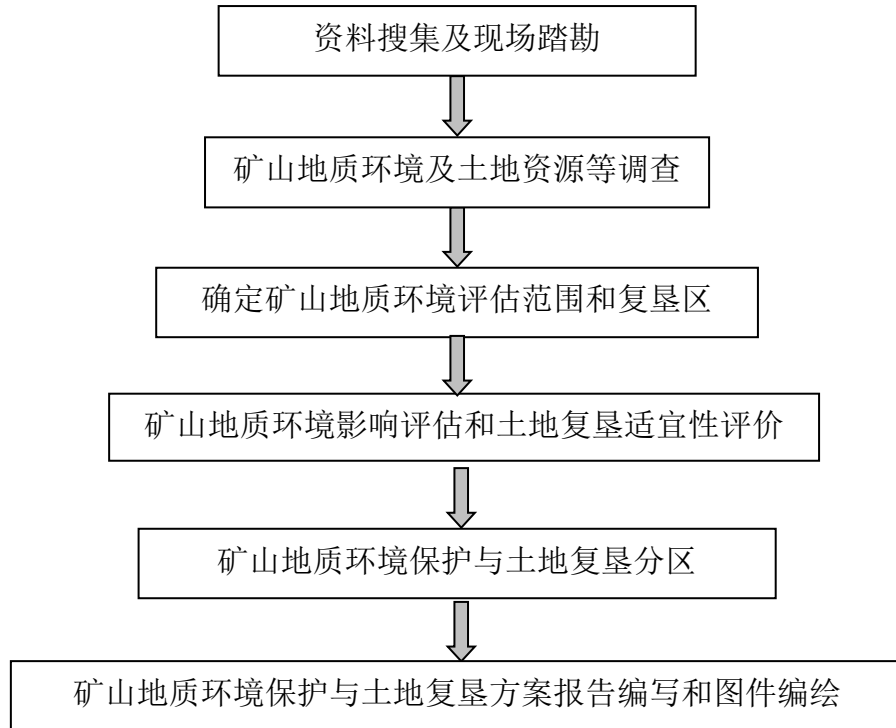 资料搜集及现场踏勘
矿山地质环境及土地资源等调查
确定矿山地质环境评估范围和复垦区
矿山地质环境影响评估和土地复垦适宜性评价
矿山地质环境保护与土地复垦分区
矿山地质环境保护与土地复垦方案报告编写和图件编绘